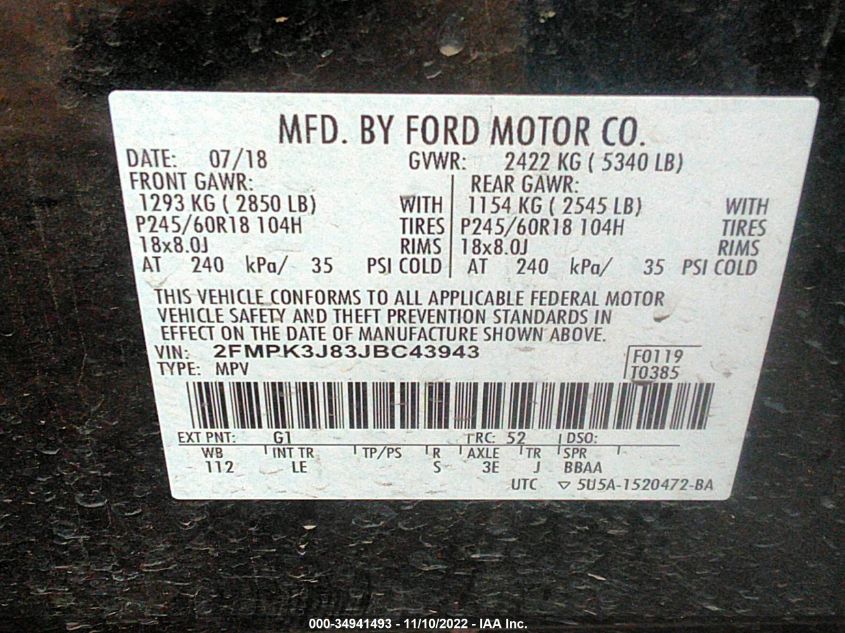 MFD. BY FORD MOTOR CO.
DATE: 07/18 GVWR: 2422 KG ( 5340 LB)
FRONT GAWR: REAR GAWR:
1293 KG ( 2850 LB) WITH 1154 KG ( 2545 LB) WITH
P245/60R18 104H TIRES P245/60R18 104H TIRES
18x8.0J RIMS 18x8.0J RIMS
AT 240 kPa/ 35 PSI COLD AT 240 kPa/ 35 PSI COLD
THIS VEHICLE CONFORMS TO ALL APPLICABLE FEDERAL MOTOR
VEHICLE SAFETY AND THEFT PREVENTION STANDARDS IN
EFFECT ON THE DATE OF MANUFACTURE SHOWN ABOVE.
VIN: 2FMPK3J83JBC43943 F0119
TYPE: MPV T0385
EXT PNT: G1 RC: 52 DSO:
WB INT TR TP/PS R AXLE TR SPR
112 LE S 3E J BBAA
UTC ▽ 5U5A-1520472-BA
000-34941493 - 11/10/2022 - IAA Inc.